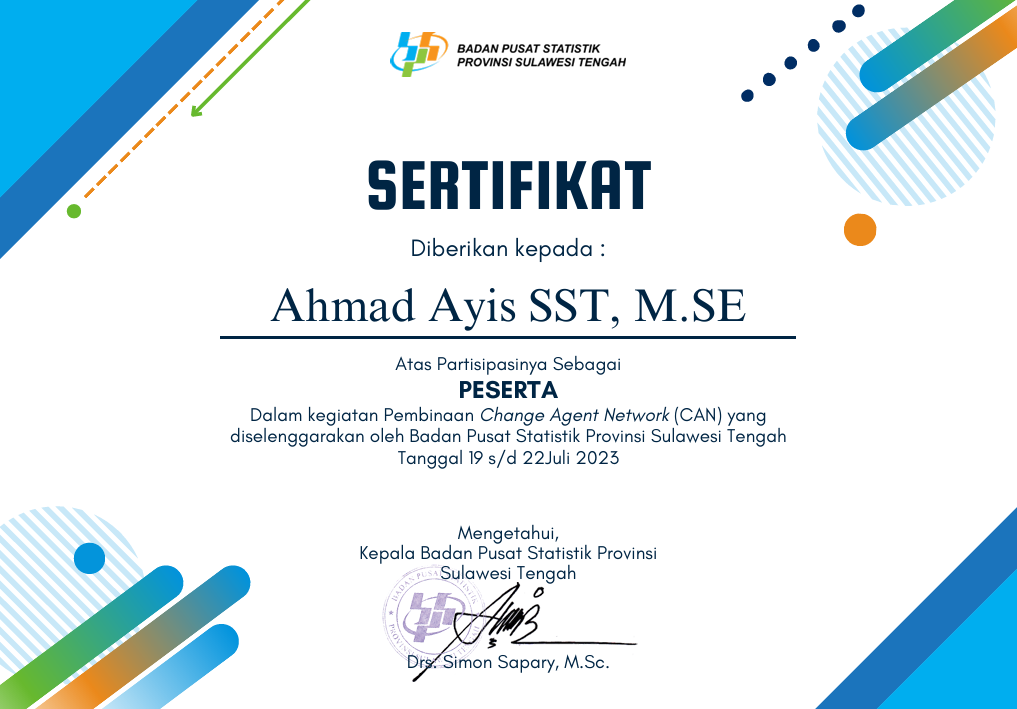 BADAN PUSAT STATISTIK
PROVINSI SULAWESI TENGAH
SERTIFIKAT
Diberikan kepada :
Ahmad Ayis SST, M.SE
Atas Partisipasinya Sebagai
PESERTA
Dalam kegiatan Pembinaan Change Agent Network (CAN) yang
diselenggarakan oleh Badan Pusat Statistik Provinsi Sulawesi Tengah
Tanggal 19 s/d 22Juli 2023
Mengetahui,
Kepala Badan Pusat Statistik Provinsi
Sulawesi Tengah
Drs. Simon Sapary, M.Sc.